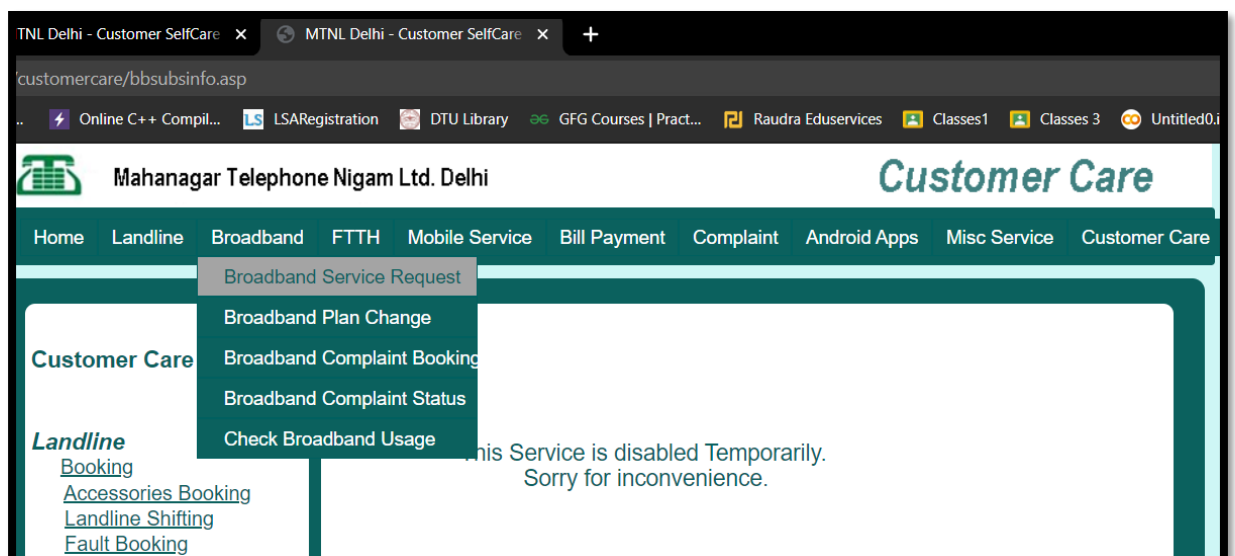 TNL Delhi - Customer SelfCare MTNL Delhi - Customer SelfCare
/customercare/bbsubsinfo.asp
.. Online C++ Compil... LS LSARegistration DTU Library GFG Courses | Pract... Raudra Eduservices Classes1 Classes 3 Untitled0.i
Mahanagar Telephone Nigam Ltd. Delhi Customer Care
Home Landline Broadband FTTH Mobile Service Bill Payment Complaint Android Apps Misc Service Customer Care
Broadband Service Request
Broadband Plan Change
Customer Care
Broadband Complaint Booking
Broadband Complaint Status
Check Broadband Usage
Landline
Booking
Accessories Booking
Landline Shifting
Fault Booking
This Service is disabled Temporarily.
Sorry for inconvenience.